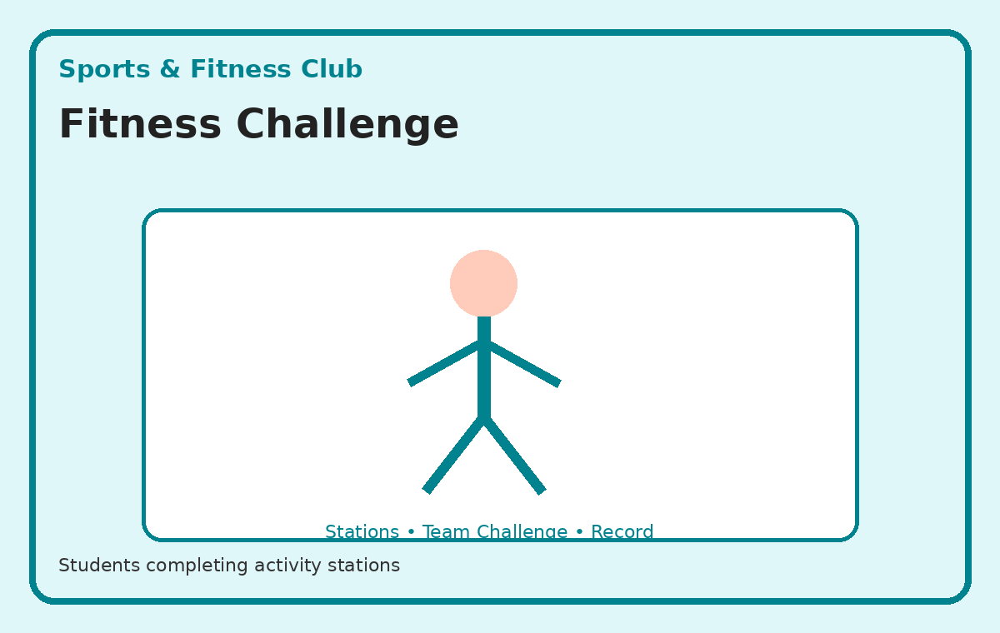 Sports & Fitness Club
Fitness Challenge
Stations • Team Challenge • Record
Students completing activity stations